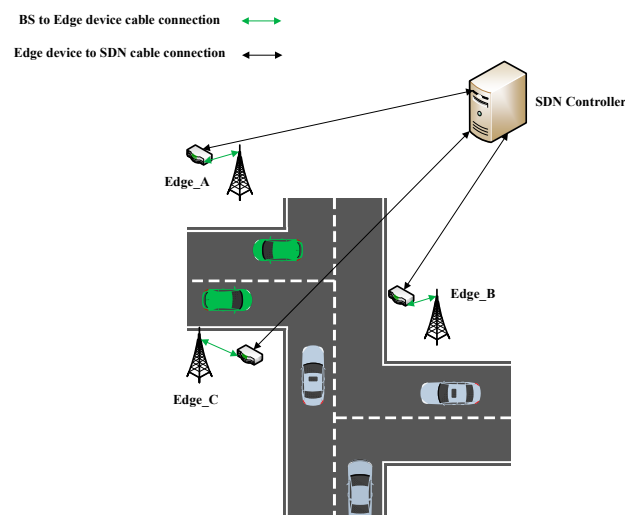 BS to Edge device cable connection
Edge device to SDN cable connection
SDN Controller
Edge_A
Edge_B
Edge_C